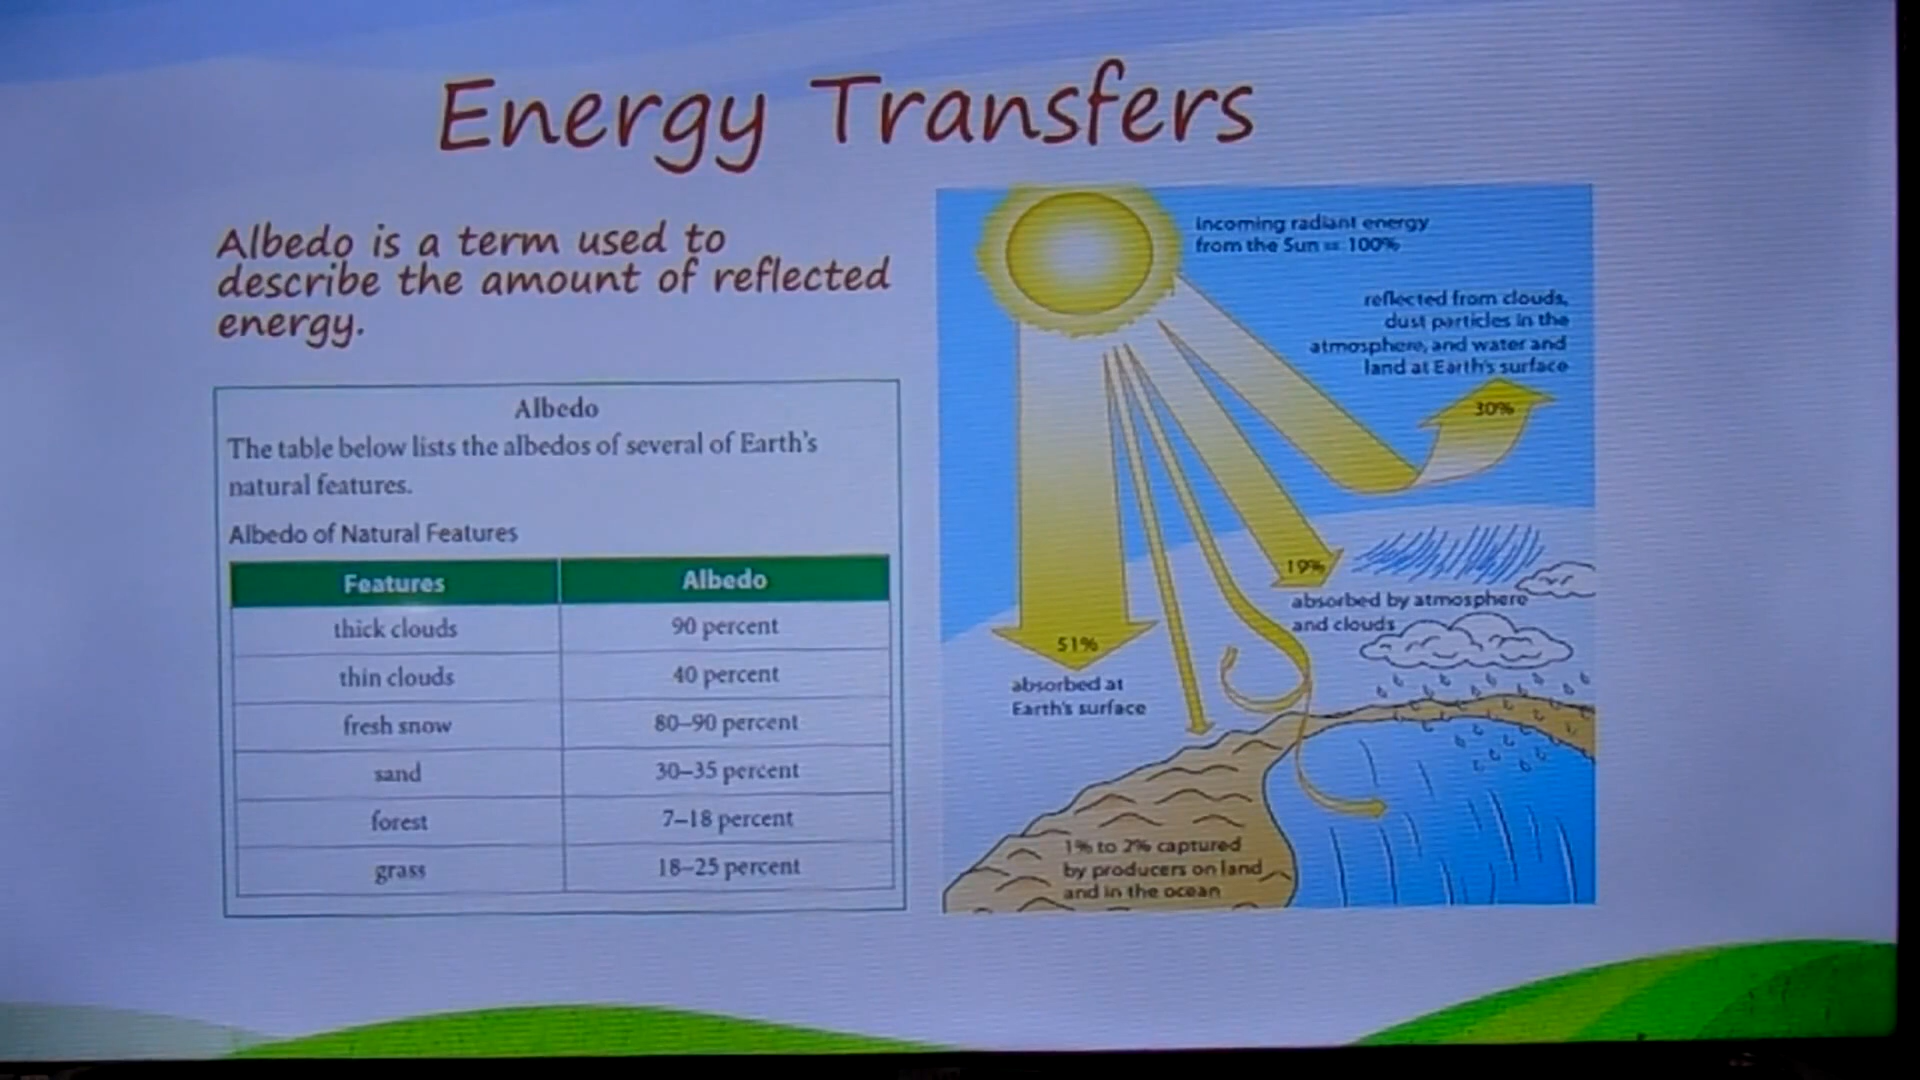 Energy Transfers
Albedo is a term used to
describe the amount of reflected
energy.
Albedo
The table below lists the albedos of several of Earth's
natural features.
Albedo of Natural Features
Features Albedo
thick clouds 90 percent
thin clouds 40 percent
fresh snow 80–90 percent
sand 30–35 percent
forest 7–18 percent
grass 18–25 percent
incoming radiant energy
from the Sun = 100%
reflected from clouds,
dust particles in the
atmosphere, and water and
land at Earth's surface
30%
19%
absorbed by atmosphere
and clouds
51%
absorbed at
Earth's surface
1% to 2% captured
by producers on land
and in the ocean